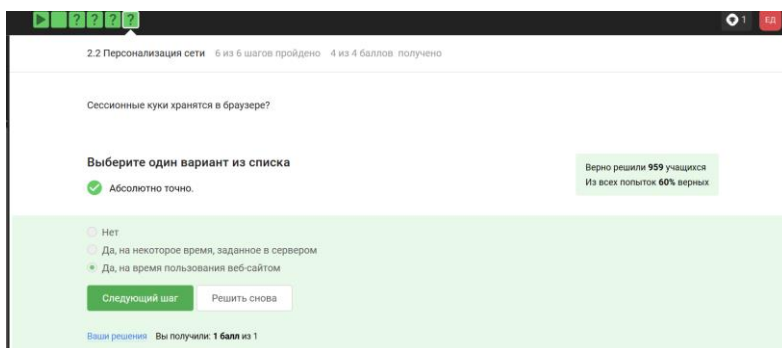 ? ? ? ?
1 ЕД
2.2 Персонализация сети 6 из 6 шагов пройдено 4 из 4 баллов получено
Сессионные куки хранятся в браузере?
Выберите один вариант из списка
Абсолютно точно.
Верно решили 959 учащихся
Из всех попыток 60% верных
Нет
Да, на некоторое время, заданное в сервером
Да, на время пользования веб-сайтом
Следующий шаг Решить снова
Ваши решения Вы получили: 1 балл из 1